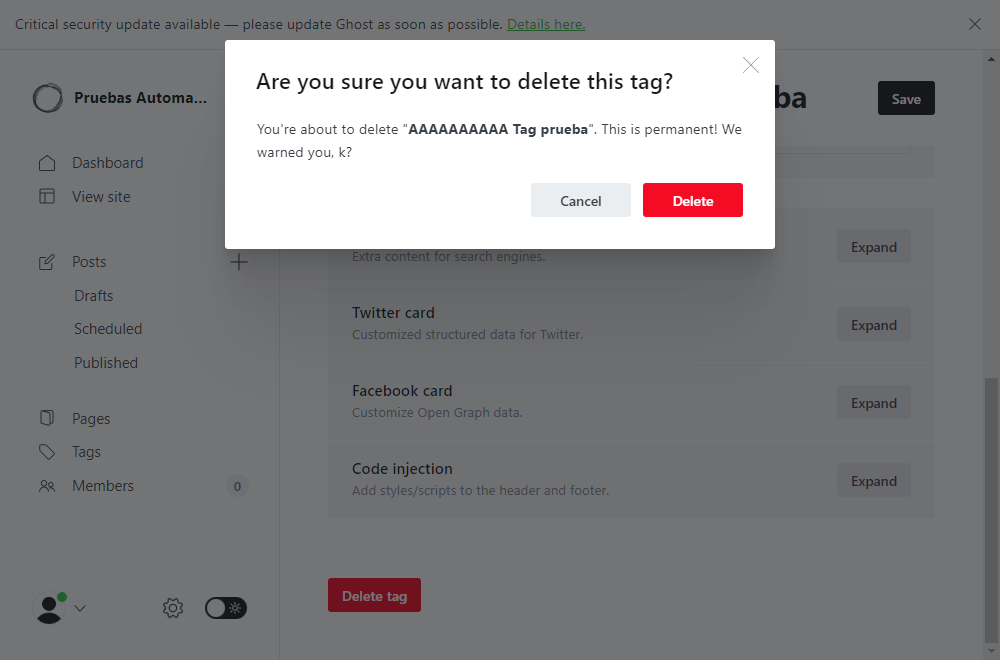 Critical security update available — please update Ghost as soon as possible. Details here.
Are you sure you want to delete this tag?
You're about to delete "AAAAAAAAAA Tag prueba". This is permanent! We
warned you, k?
Cancel
Delete
Pruebas Automa...
ba
Save
Dashboard
View site
Posts
Drafts
Scheduled
Published
Pages
Tags
Members
0
Extra content for search engines.
Expand
Twitter card
Customized structured data for Twitter.
Expand
Facebook card
Customize Open Graph data.
Expand
Code injection
Add styles/scripts to the header and footer.
Expand
Delete tag